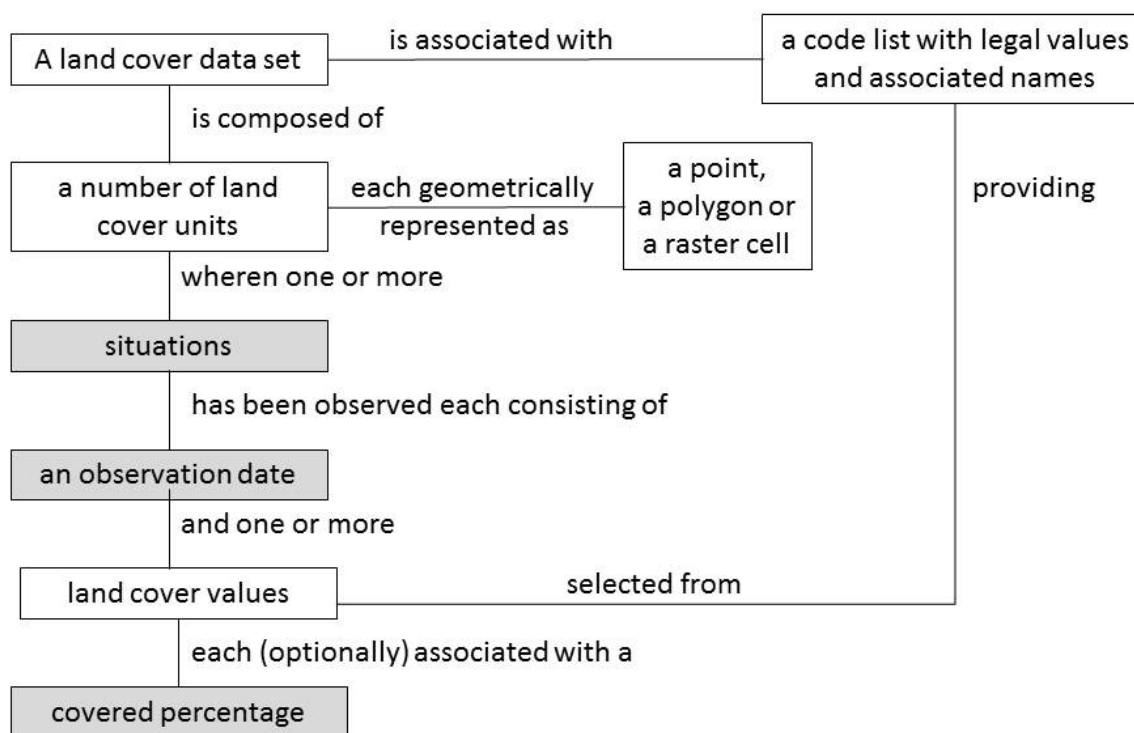 A land cover data set
is associated with
a code list with legal values
and associated names
is composed of
a number of land
cover units
each geometrically
represented as
a point,
a polygon or
a raster cell
providing
wheren one or more
situations
has been observed each consisting of
an observation date
and one or more
land cover values
selected from
each (optionally) associated with a
covered percentage